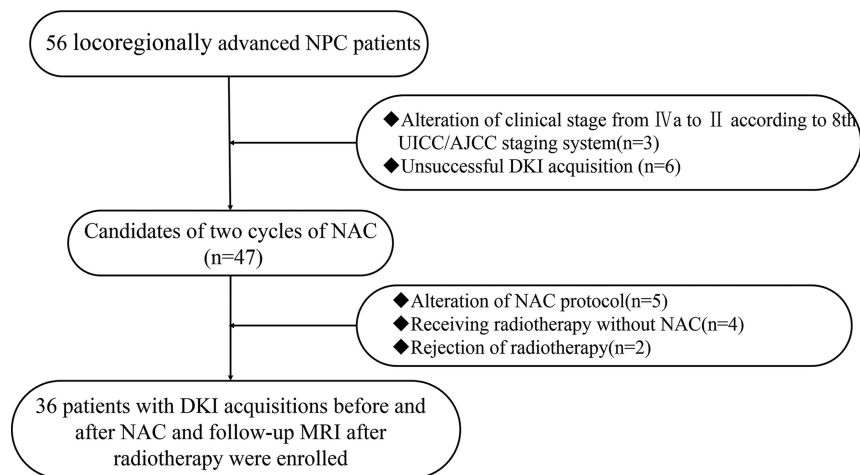 56 locoregionally advanced NPC patients
◆Alteration of clinical stage from Ⅳa to Ⅱ according to 8th
UICC/AJCC staging system(n=3)
◆Unsuccessful DKI acquisition (n=6)
Candidates of two cycles of NAC
(n=47)
◆Alteration of NAC protocol(n=5)
◆Receiving radiotherapy without NAC(n=4)
◆Rejection of radiotherapy(n=2)
36 patients with DKI acquisitions before and
after NAC and follow-up MRI after
radiotherapy were enrolled